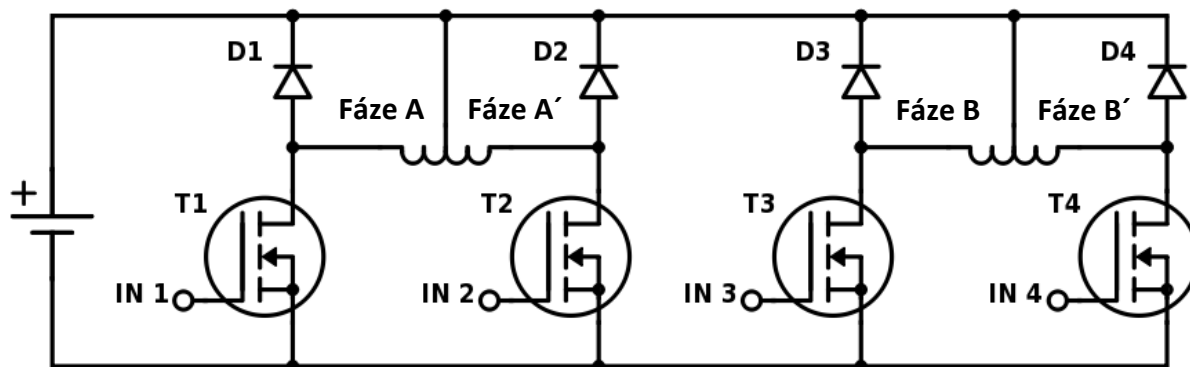 D1
D2
D3
D4
Fáze A
Fáze A´
Fáze B
Fáze B´
+
T1
T2
T3
T4
IN 1
IN 2
IN 3
IN 4